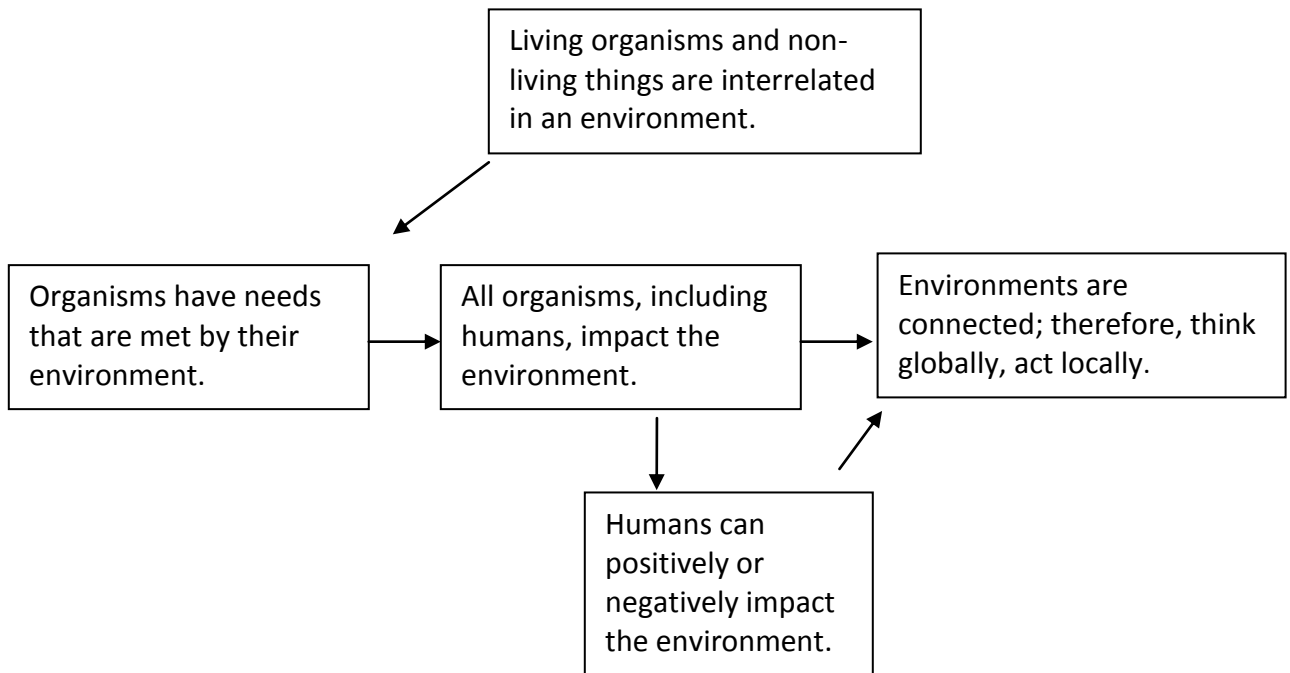 Living organisms and non-
living things are interrelated
in an environment.
Organisms have needs
that are met by their
environment.
All organisms, including
humans, impact the
environment.
Environments are
connected; therefore, think
globally, act locally.
Humans can
positively or
negatively impact
the environment.